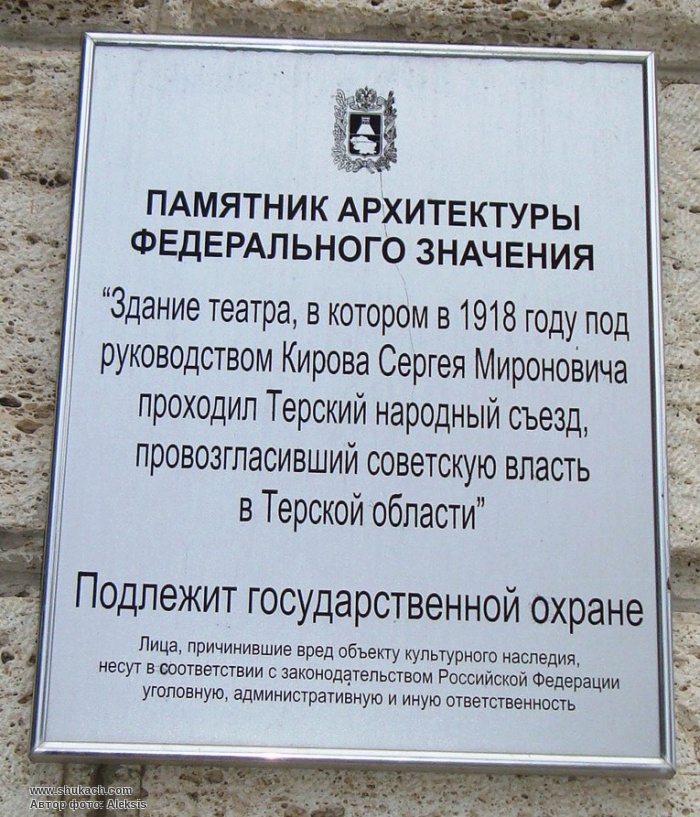 ПАМЯТНИК АРХИТЕКТУРЫ
ФЕДЕРАЛЬНОГО ЗНАЧЕНИЯ
“Здание театра, в котором в 1918 году под
руководством Кирова Сергея Мироновича
проходил Терский народный съезд,
провозгласивший советскую власть
в Терской области”
Подлежит государственной охране
Лица, причинившие вред объекту культурного наследия,
несут в соответствии с законодательством Российской Федерации
уголовную, административную и иную ответственность
www.shukach.com
Автор фото: Aleksis